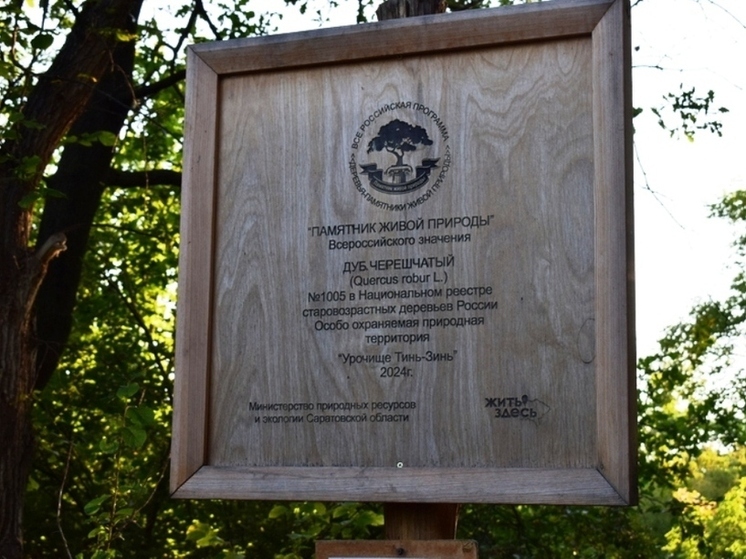 ВСЕРОССИЙСКАЯ ПРОГРАММА
«ДЕРЕВЬЯ-ПАМЯТНИКИ ЖИВОЙ ПРИРОДЫ»
"ПАМЯТНИК ЖИВОЙ ПРИРОДЫ"
Всероссийского значения
ДУБ ЧЕРЕШЧАТЫЙ
(Quercus robur L.)
№1005 в Национальном реестре
старовозрастных деревьев России
Особо охраняемая природная
территория
"Урочище Тинь-Зинь"
2024г.
Министерство природных ресурсов
и экологии Саратовской области
ЖИТЬ
ЗДЕСЬ